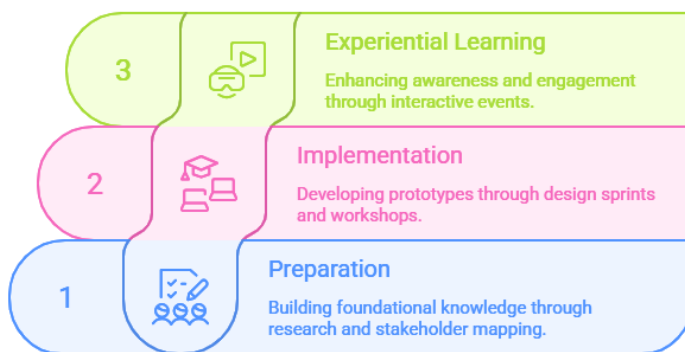 3
Experiential Learning
Enhancing awareness and engagement
through interactive events.
2
Implementation
Developing prototypes through design sprints
and workshops.
1
Preparation
Building foundational knowledge through
research and stakeholder mapping.